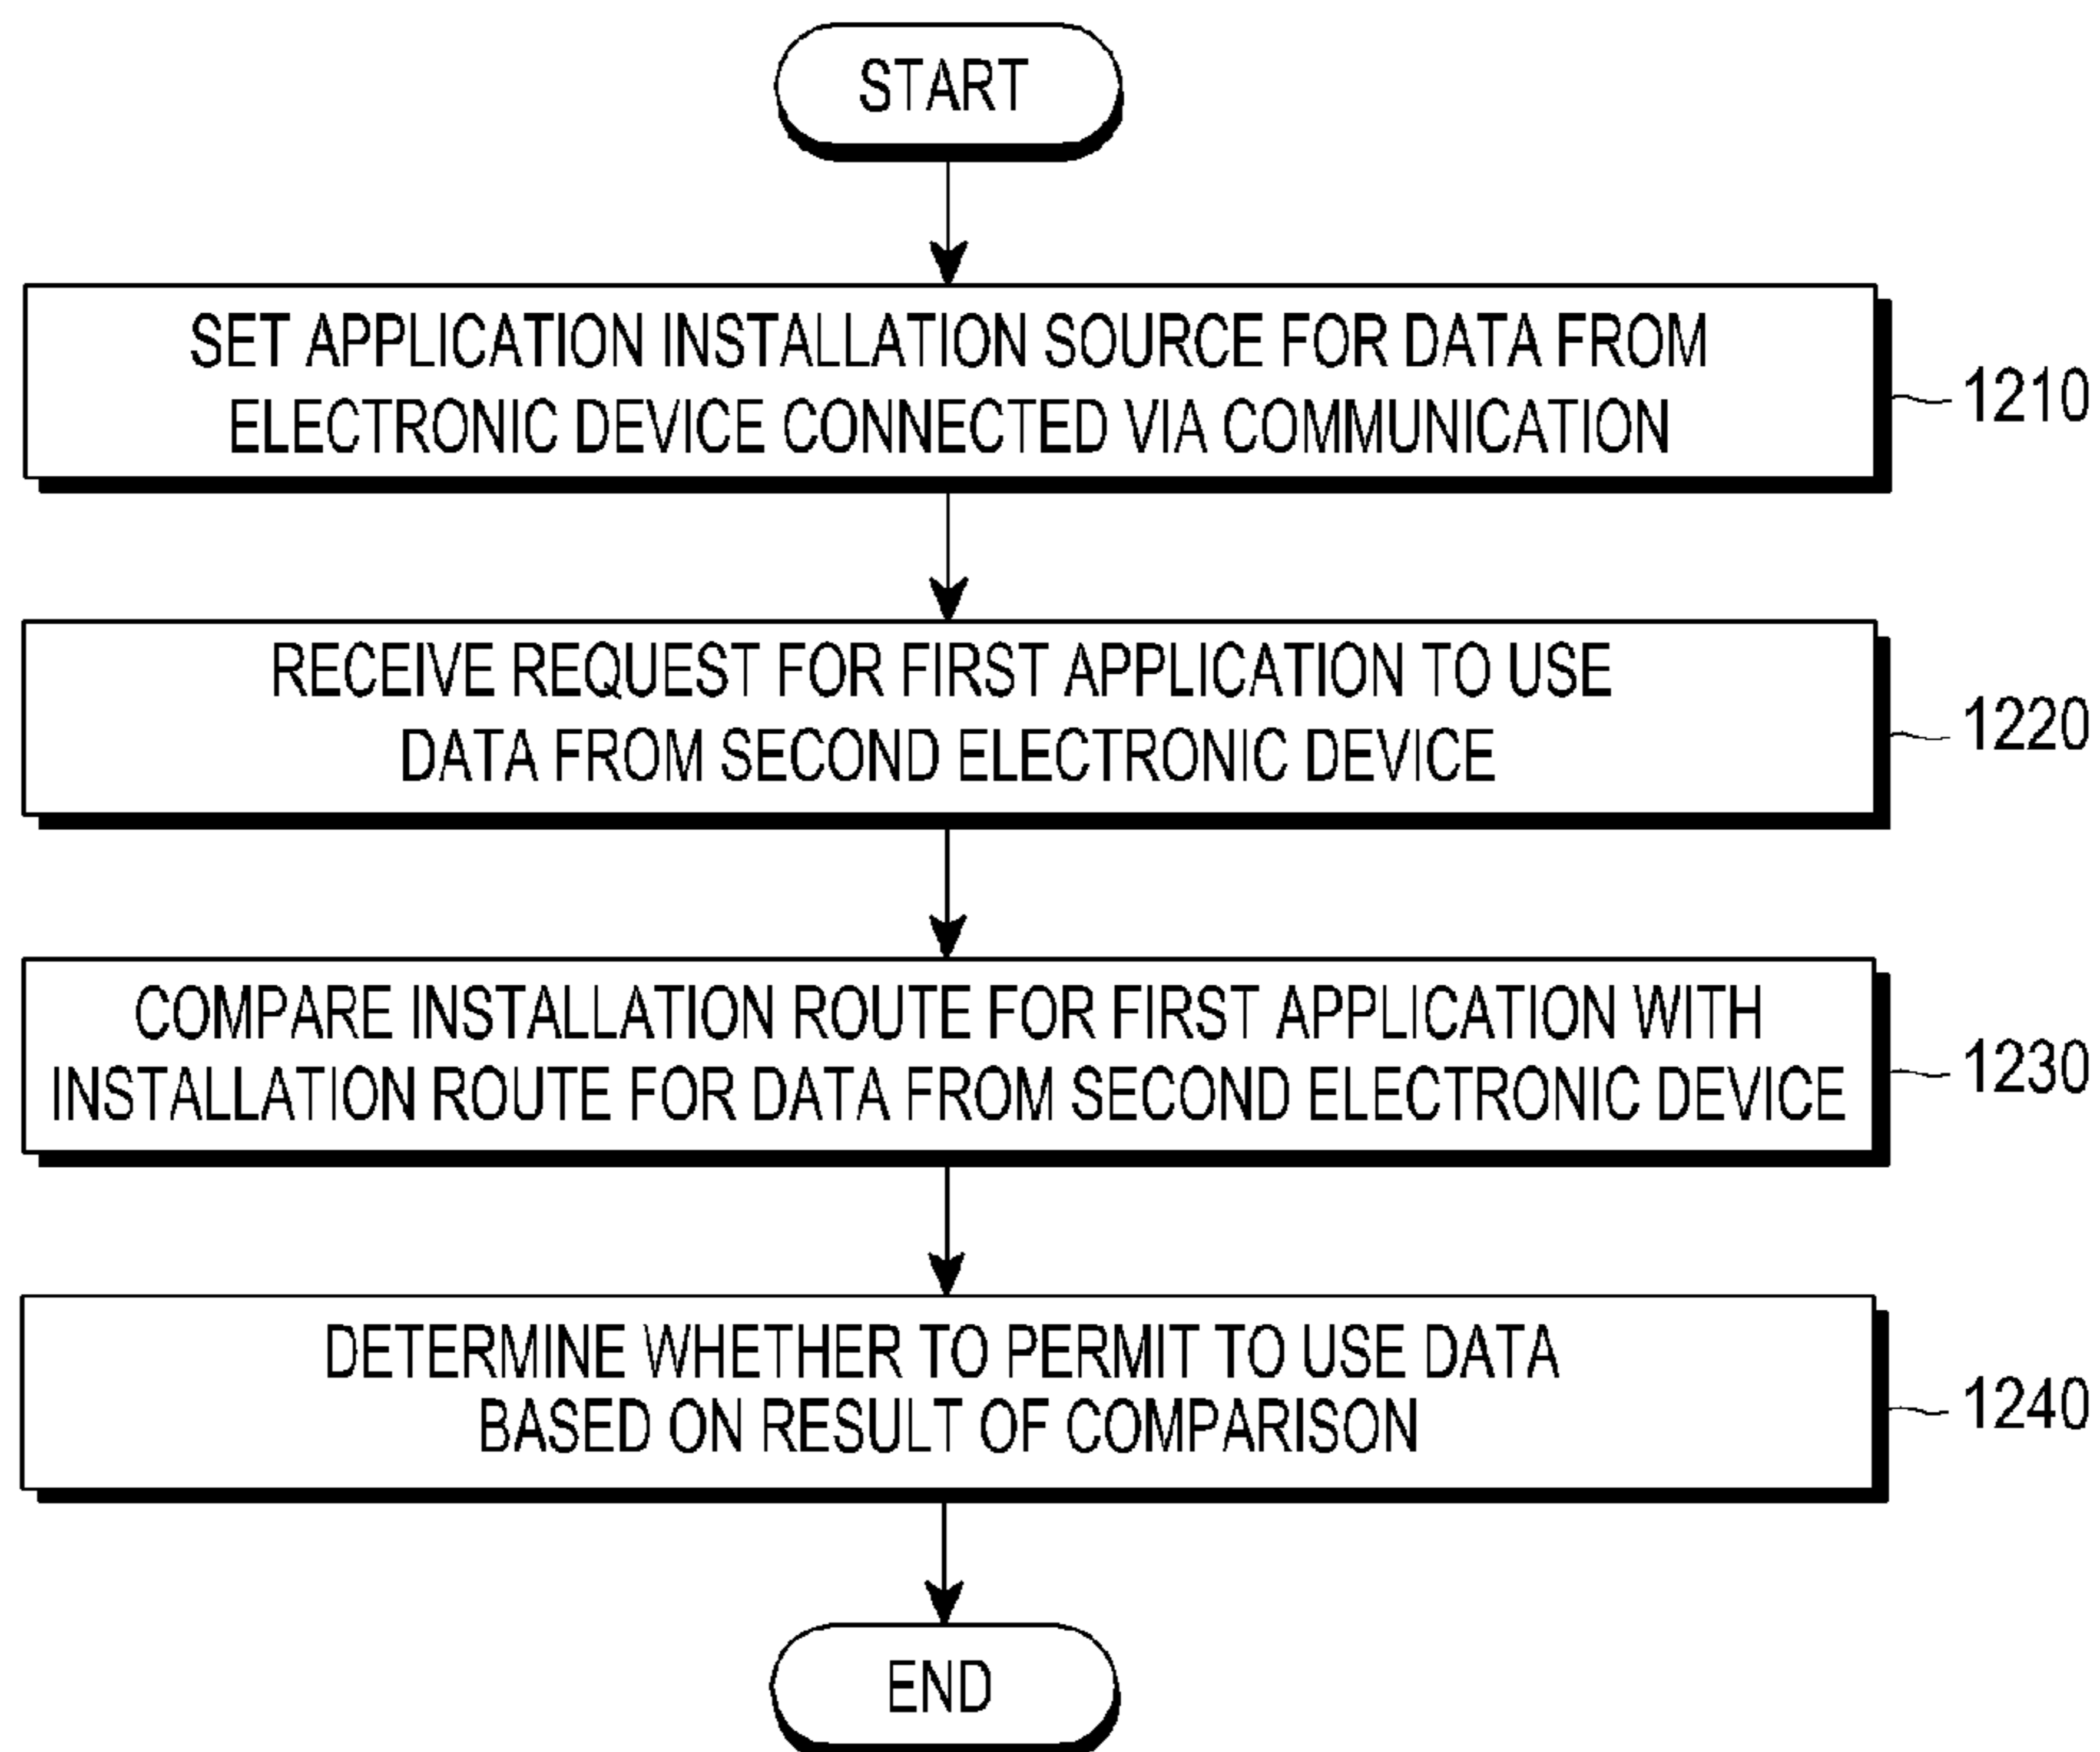 START
SET APPLICATION INSTALLATION SOURCE FOR DATA FROM
ELECTRONIC DEVICE CONNECTED VIA COMMUNICATION
1210
RECEIVE REQUEST FOR FIRST APPLICATION TO USE
DATA FROM SECOND ELECTRONIC DEVICE
1220
COMPARE INSTALLATION ROUTE FOR FIRST APPLICATION WITH
INSTALLATION ROUTE FOR DATA FROM SECOND ELECTRONIC DEVICE
1230
DETERMINE WHETHER TO PERMIT TO USE DATA
BASED ON RESULT OF COMPARISON
1240
END